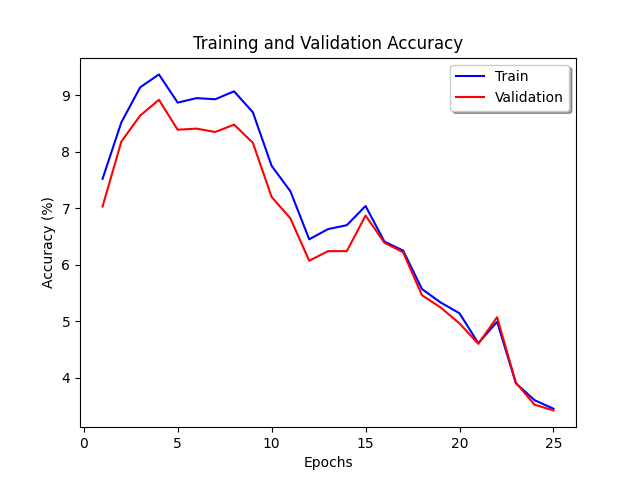 Training and Validation Accuracy
Train
Validation
Accuracy (%)
9
8
7
6
5
4
0 5 10 15 20 25
Epochs